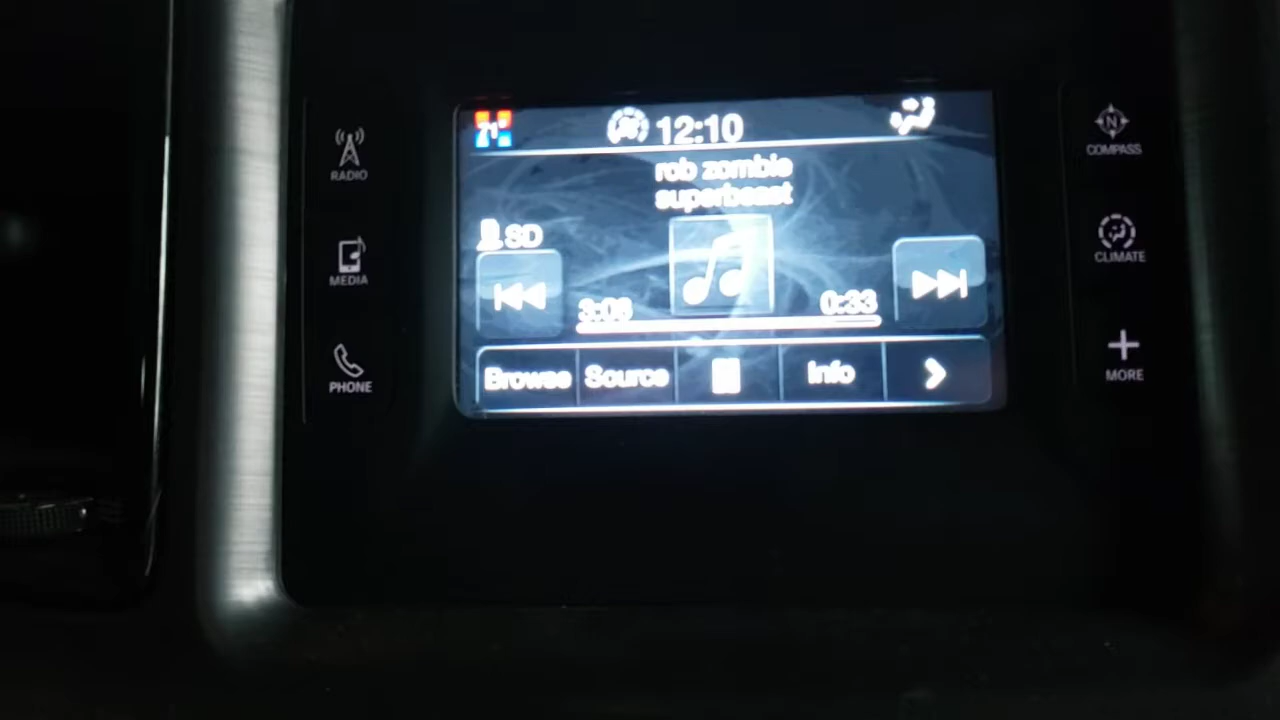 71°
12:10
rob zombie
superbeast
SD
3:08
0:33
Browse
Source
Info
RADIO
MEDIA
PHONE
N
COMPASS
CLIMATE
MORE